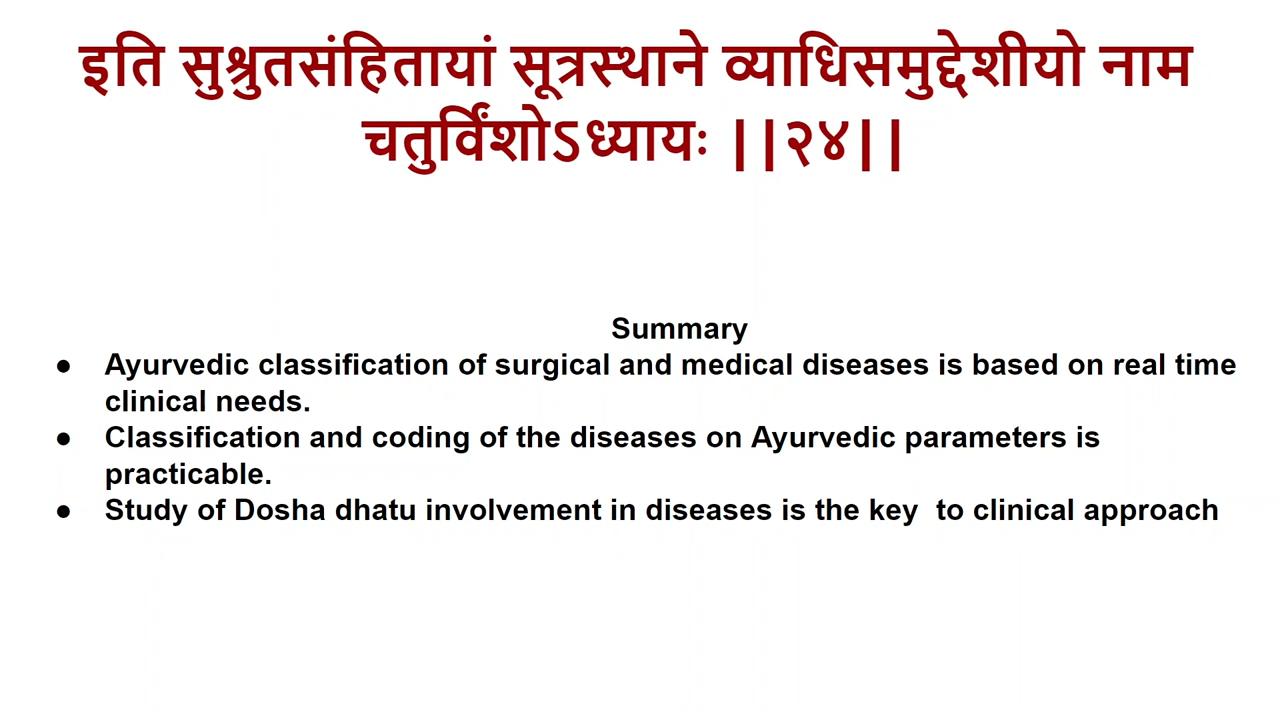 इति सुश्रुतसंहितायां सूत्रस्थाने व्याधिसमुद्देशीयो नाम
चतुर्विंशोऽध्यायः ||२४||
Summary
● Ayurvedic classification of surgical and medical diseases is based on real time
clinical needs.
● Classification and coding of the diseases on Ayurvedic parameters is
practicable.
● Study of Dosha dhatu involvement in diseases is the key  to clinical approach